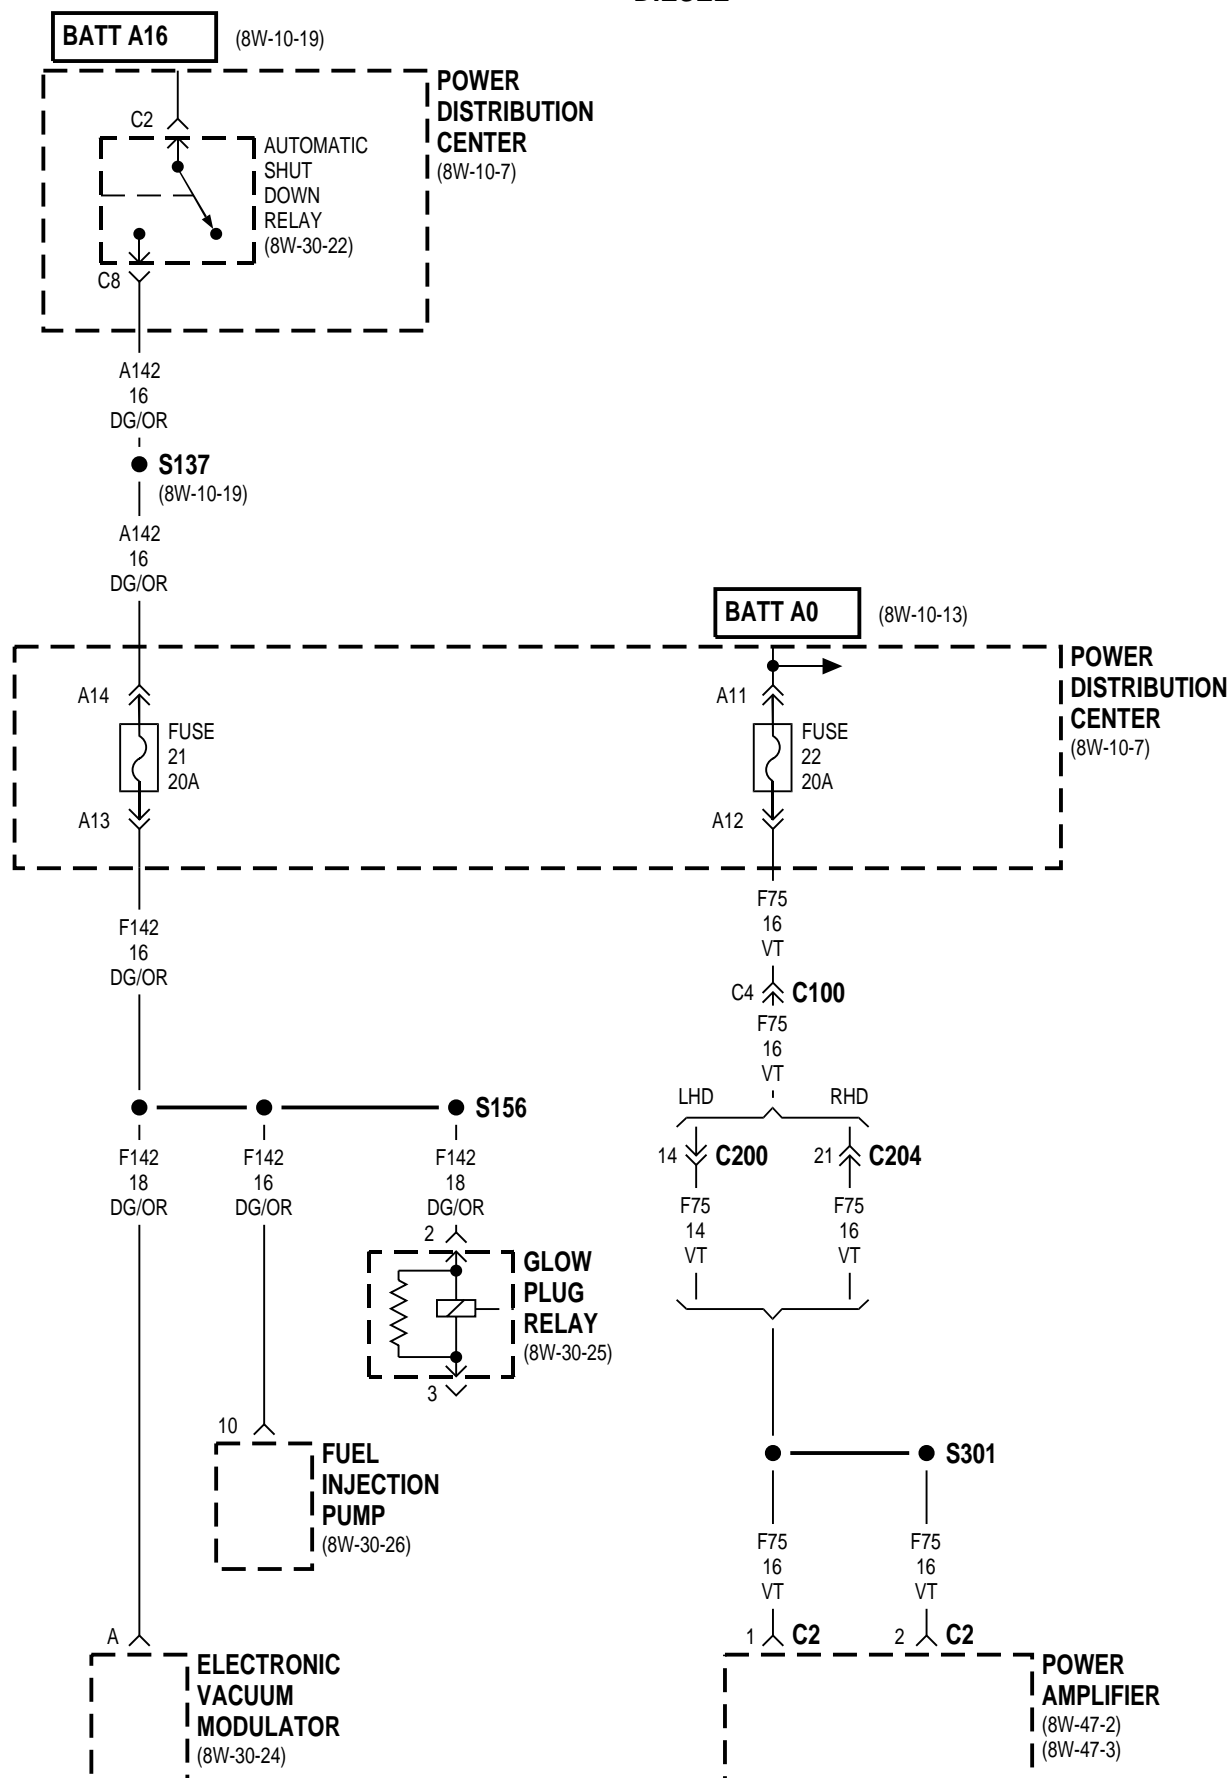 BATT A16
(8W-10-19)
POWER
DISTRIBUTION
CENTER
(8W-10-7)
C2
AUTOMATIC
SHUT
DOWN
RELAY
(8W-30-22)
C8
A142
16
DG/OR
S137
(8W-10-19)
A142
16
DG/OR
BATT A0
(8W-10-13)
POWER
DISTRIBUTION
CENTER
(8W-10-7)
A14
FUSE
21
20A
A13
A11
FUSE
22
20A
A12
F142
16
DG/OR
F75
16
VT
C4
C100
F75
16
VT
LHD
RHD
S156
14
C200
21
C204
F142
18
DG/OR
F142
16
DG/OR
F142
18
DG/OR
F75
14
VT
F75
16
VT
2
GLOW
PLUG
RELAY
(8W-30-25)
3
10
FUEL
INJECTION
PUMP
(8W-30-26)
S301
F75
16
VT
F75
16
VT
A
ELECTRONIC
VACUUM
MODULATOR
(8W-30-24)
1
C2
2
C2
POWER
AMPLIFIER
(8W-47-2)
(8W-47-3)